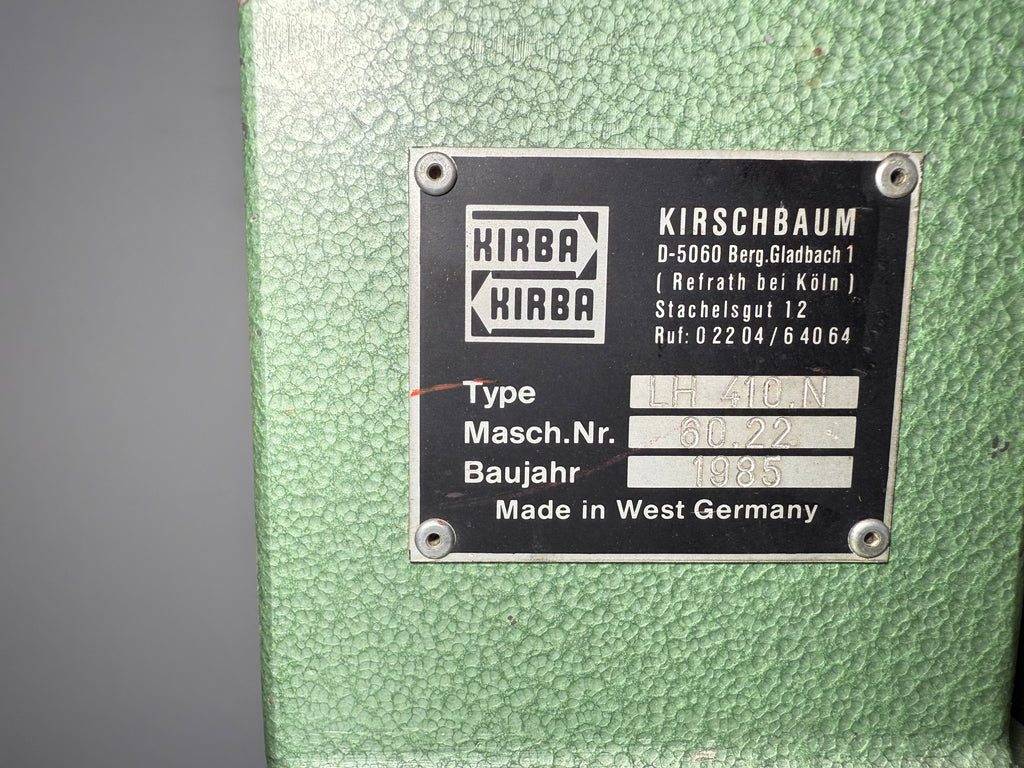 KIRBA
KIRBA
KIRSCHBAUM
D-5060 Berg.Gladbach 1
( Refrath bei Köln )
Stachelsgut 12
Ruf: 0 22 04 / 6 40 64
Type LH 410.N
Masch.Nr. 60.22
Baujahr 1985
Made in West Germany